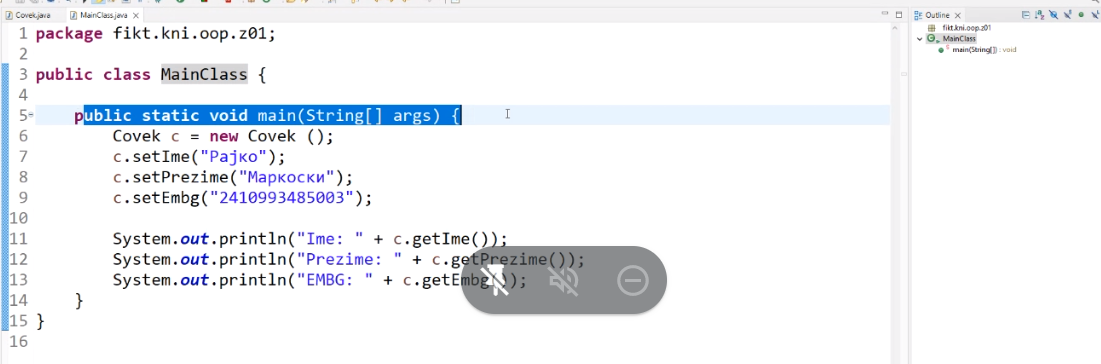 Covek.java MainClass.java
1 package fikt.kni.oop.z01;
2
3 public class MainClass {
4
5 public static void main(String[] args) {
6 Covek c = new Covek ();
7 c.setIme("Рајко");
8 c.setPrezime("Маркоски");
9 c.setEmbg("2410993485003");
10
11 System.out.println("Ime: " + c.getIme());
12 System.out.println("Prezime: " + c.getPrezime());
13 System.out.println("EMBG: " + c.getEmbg());
14 }
15 }
16
Outline
fikt.kni.oop.z01
MainClass
main(String[]) : void